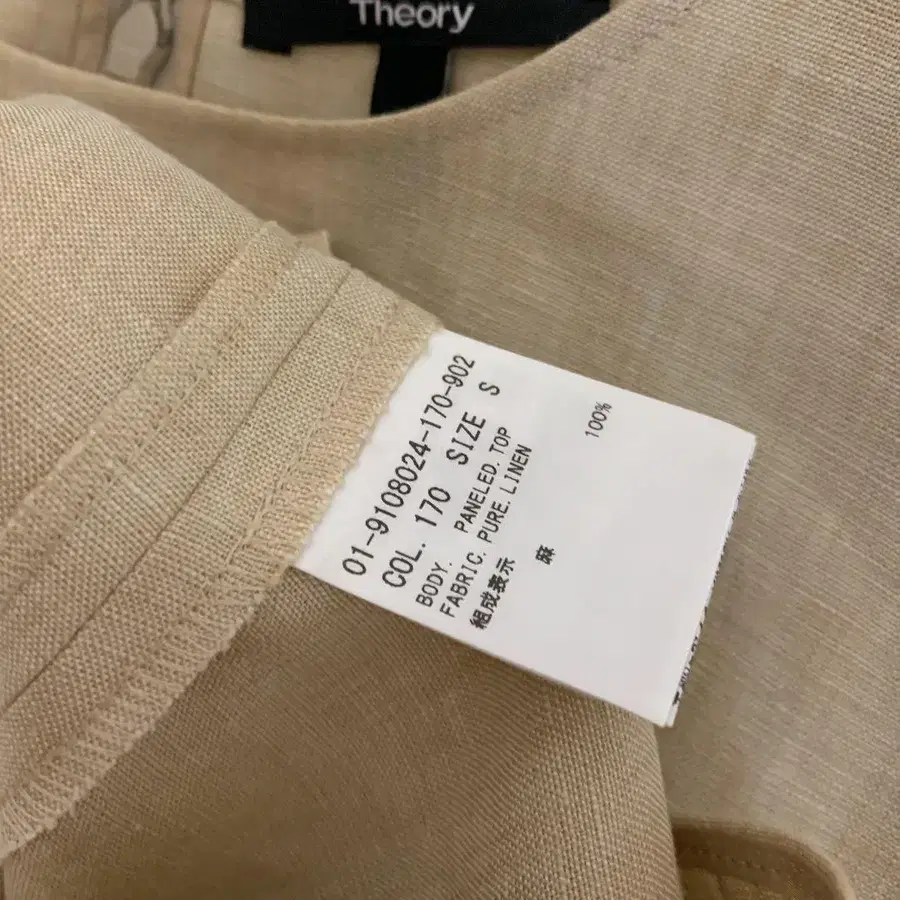 Theory
01-9108024-170-902
COL. 170 SIZE S
BODY. PANELED. TOP
FABRIC. PURE. LINEN
組成表示
麻 100%